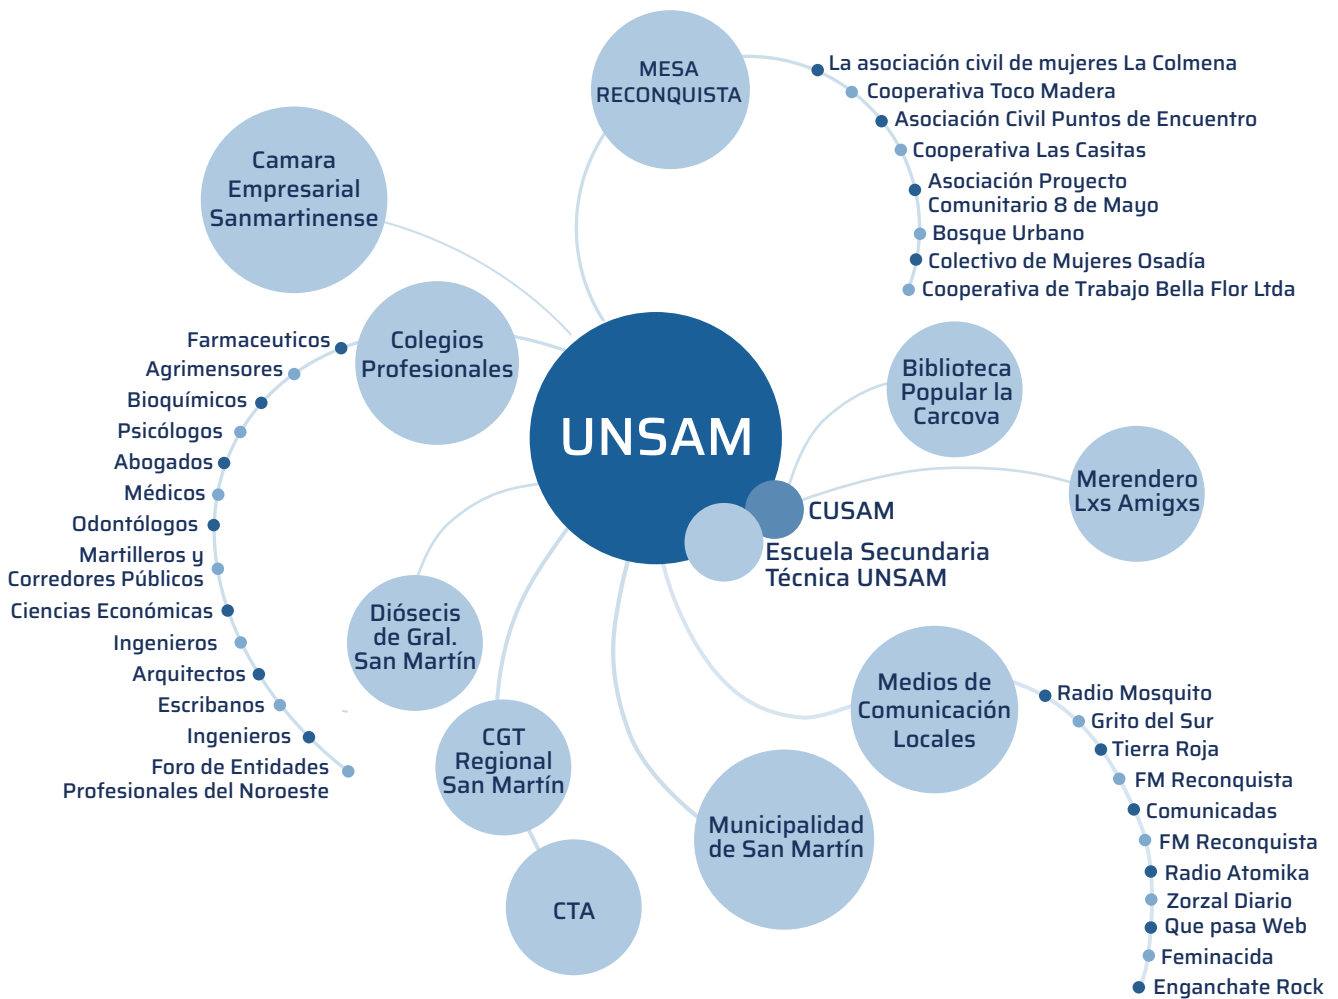 MESA
RECONQUISTA
La asociación civil de mujeres La Colmena
Cooperativa Toco Madera
Asociación Civil Puntos de Encuentro
Cooperativa Las Casitas
Asociación Proyecto
Comunitario 8 de Mayo
Bosque Urbano
Colectivo de Mujeres Osadía
Cooperativa de Trabajo Bella Flor Ltda
Camara
Empresarial
Sanmartinense
Colegios
Profesionales
Farmaceuticos
Agrimensores
Bioquímicos
Psicólogos
Abogados
Médicos
Odontólogos
Martilleros y
Corredores Públicos
Ciencias Económicas
Ingenieros
Arquitectos
Escribanos
Ingenieros
Foro de Entidades
Profesionales del Noroeste
UNSAM
CUSAM
Escuela Secundaria
Técnica UNSAM
Biblioteca
Popular la
Carcova
Merendero
Lxs Amigxs
Diósecis
de Gral.
San Martín
CGT
Regional
San Martín
CTA
Municipalidad
de San Martín
Medios de
Comunicación
Locales
Radio Mosquito
Grito del Sur
Tierra Roja
FM Reconquista
Comunicadas
FM Reconquista
Radio Atomika
Zorzal Diario
Que pasa Web
Feminacida
Enganchate Rock